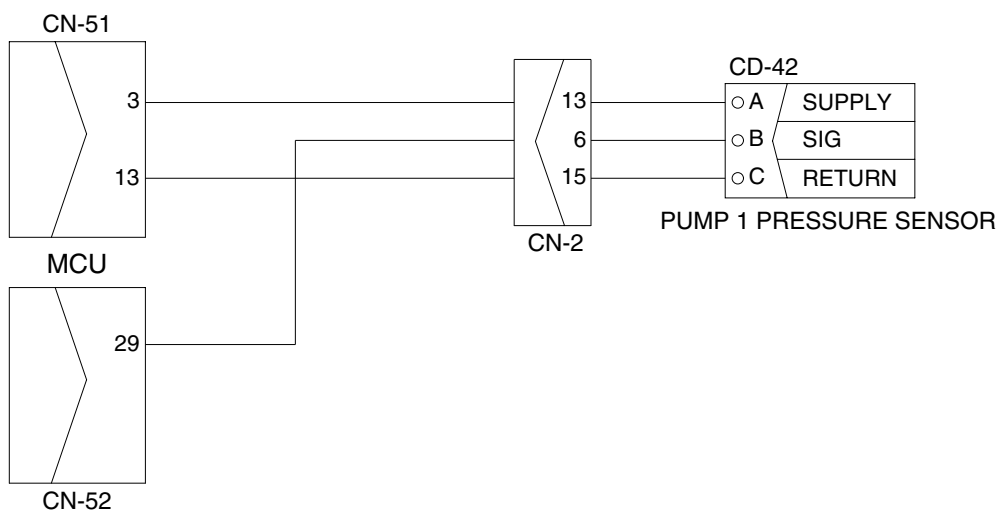 CN-51
3
13
MCU
29
CN-52
13
6
15
CN-2
CD-42
A SUPPLY
B SIG
C RETURN
PUMP 1 PRESSURE SENSOR